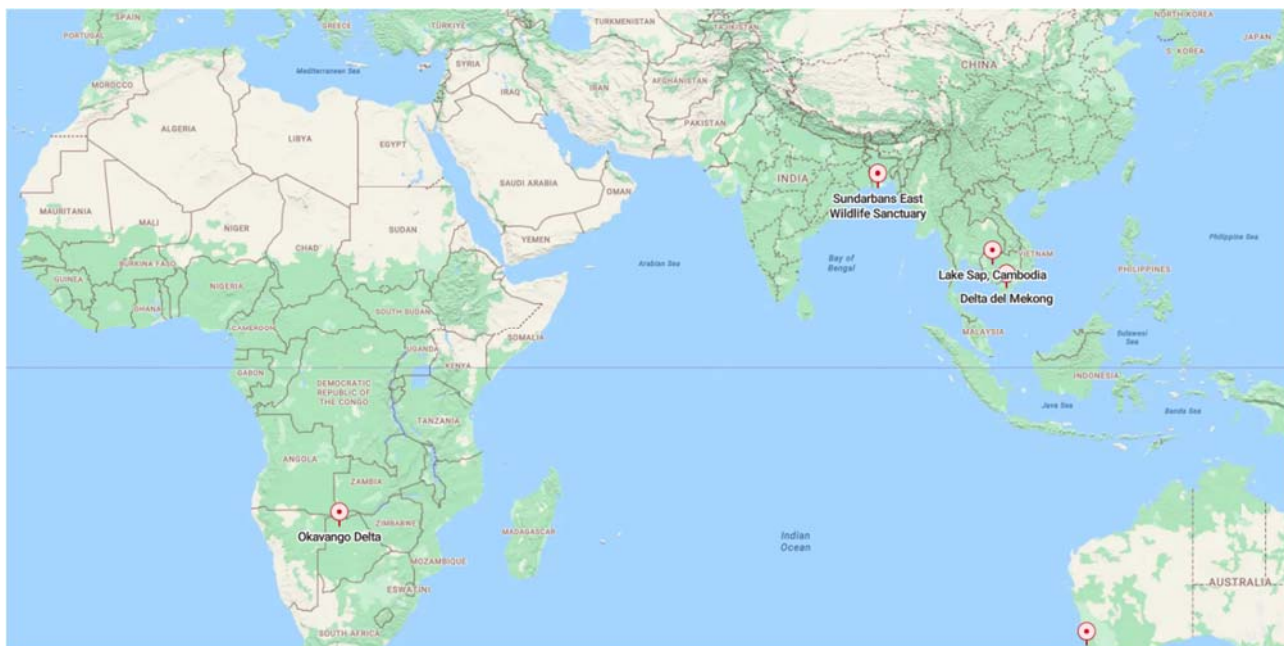 SPAIN
PORTUGAL
GREECE
TÜRKIYE
TURKMENISTAN
TAJIKISTAN
NORTH KOREA
S. KOREA
JAPAN
CHINA
SYRIA
IRAQ
IRAN
AFGHANISTAN
PAKISTAN
Mediterranean Sea
MOROCCO
ALGERIA
LIBYA
EGYPT
SAUDI ARABIA
OMAN
YEMEN
INDIA
Sundarbans East
Wildlife Sanctuary
MAURITANIA
MALI
NIGER
CHAD
SUDAN
BURKINA FASO
GUINEA
GHANA
NIGERIA
CAMEROON
SOUTH SUDAN
SOMALIA
Arabian Sea
Bay of
Bengal
VIETNAM
Lake Sap, Cambodia
Delta del Mekong
PHILIPPINES
Philippine Sea
MALAYSIA
Sulawesi
Sea
UGANDA
KENYA
GABON
DEMOCRATIC
REPUBLIC OF
THE CONGO
TANZANIA
INDONESIA
Java Sea
Banda Sea
ANGOLA
ZAMBIA
Okavango Delta
ZIMBABWE
MADAGASCAR
MOZAMBIQUE
ESWATINI
SOUTH AFRICA
Indian
Ocean
AUSTRALIA